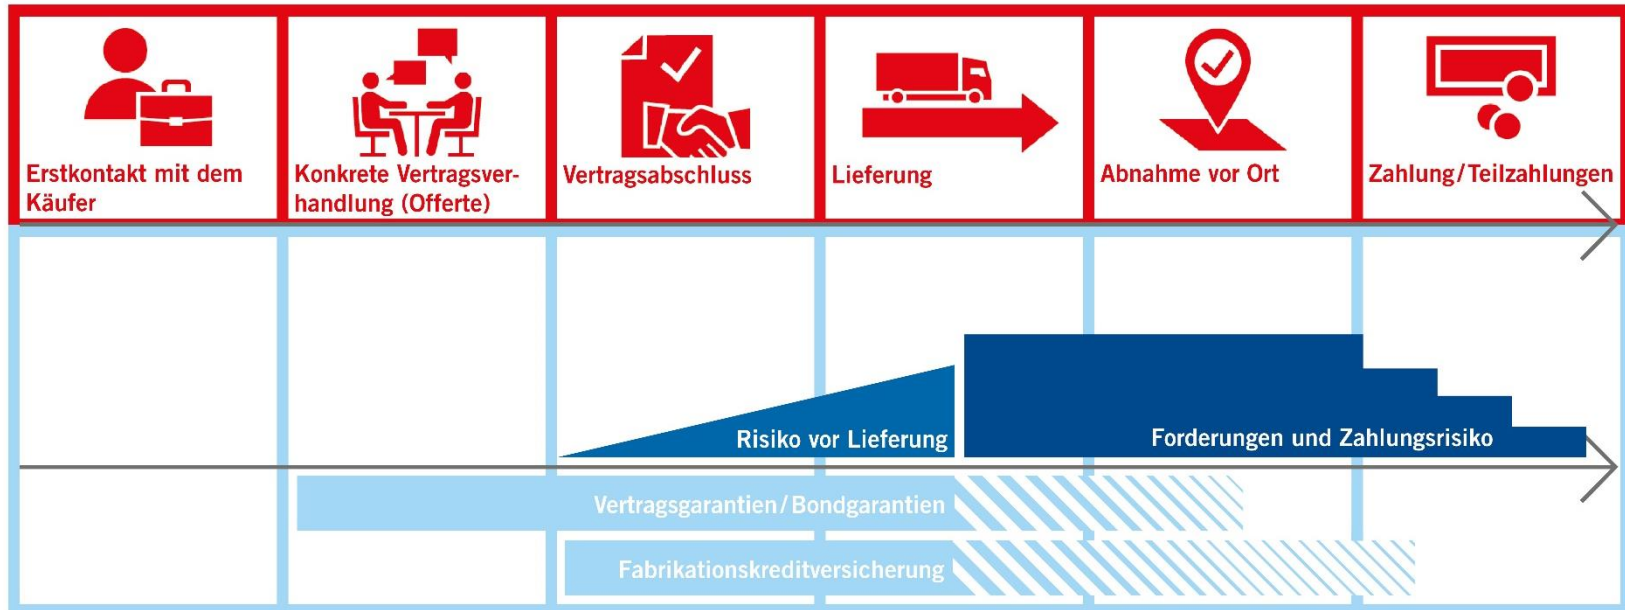 Erstkontakt mit dem
Käufer
Konkrete Vertragsver-
handlung (Offerte)
Vertragsabschluss
Lieferung
Abnahme vor Ort
Zahlung/Teilzahlungen
Risiko vor Lieferung
Forderungen und Zahlungsrisiko
Vertragsgarantien/Bondgarantien
Fabrikationskreditversicherung